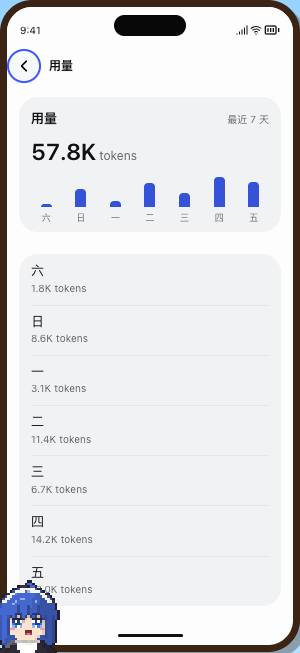 9:41
用量
用量 最近 7 天
57.8K tokens
六 日 一 二 三 四 五
六
1.8K tokens
日
8.6K tokens
一
3.1K tokens
二
11.4K tokens
三
6.7K tokens
四
14.2K tokens
五
tokens